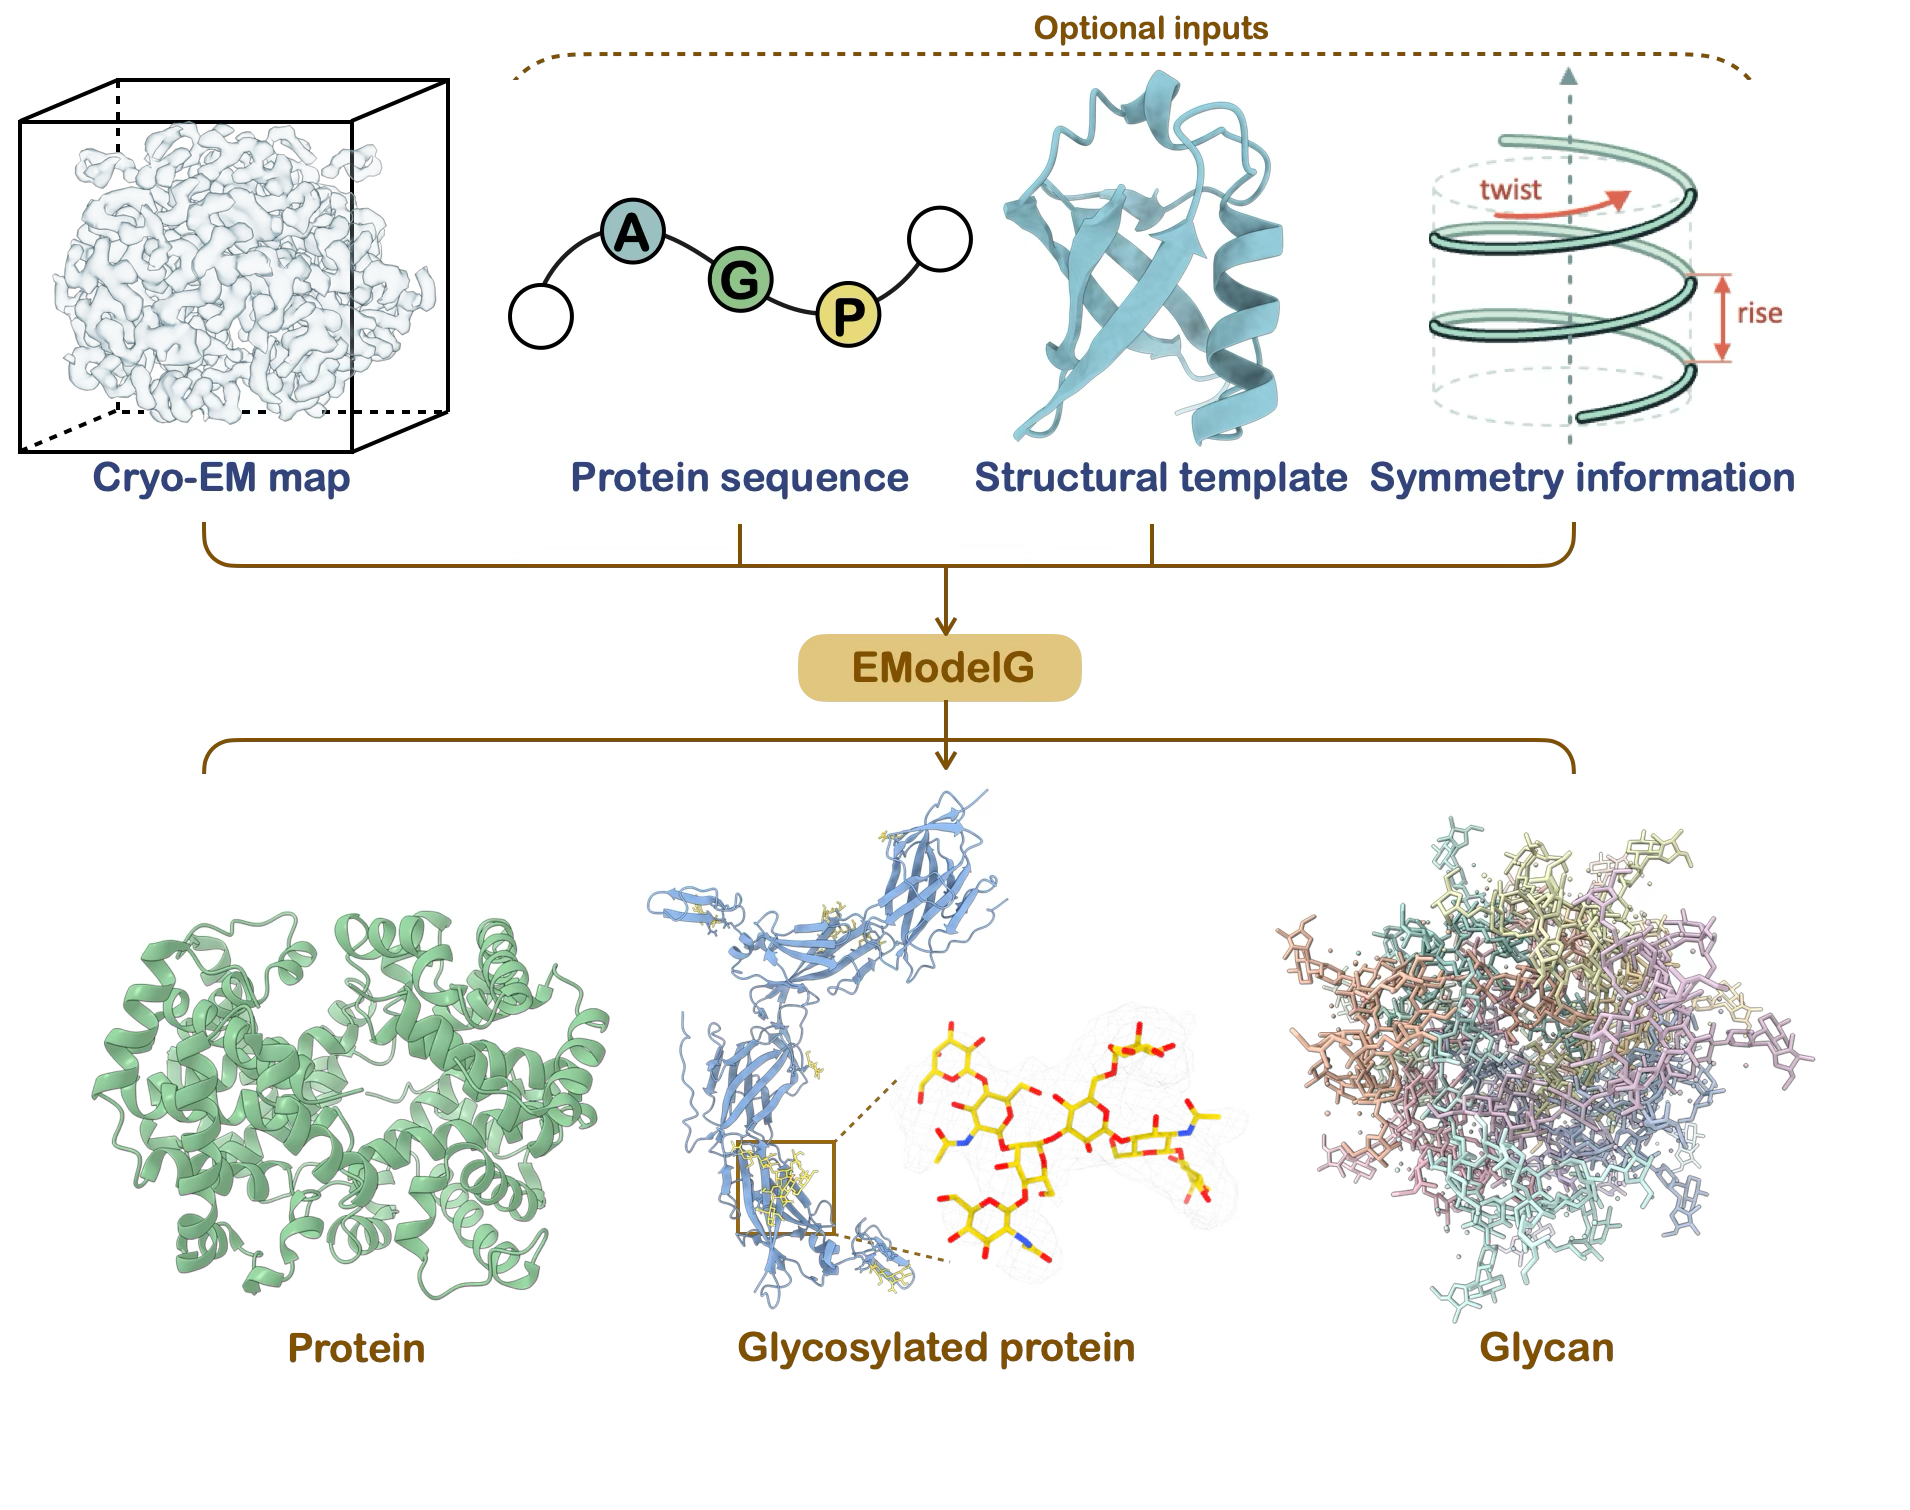 Optional inputs
A
G
P
twist
rise
Cryo-EM map
Protein sequence
Structural template
Symmetry information
EModelG
Protein
Glycosylated protein
Glycan